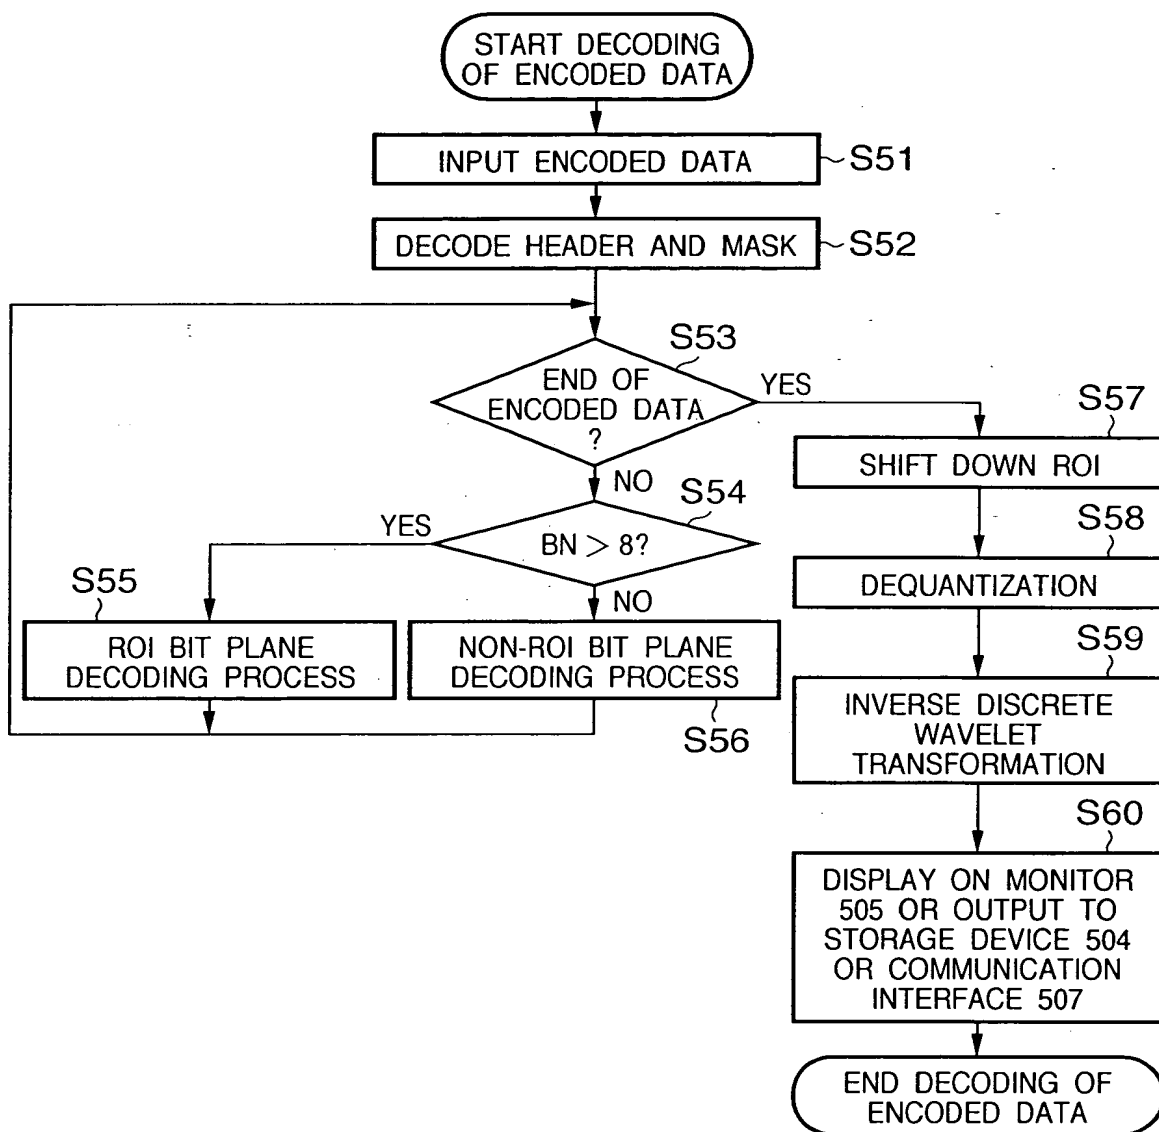 START DECODING
OF ENCODED DATA
INPUT ENCODED DATA
S51
DECODE HEADER AND MASK
S52
S53
END OF
ENCODED DATA
?
YES
NO
S54
BN > 8?
YES
NO
S55
ROI BIT PLANE
DECODING PROCESS
NON-ROI BIT PLANE
DECODING PROCESS
S56
S57
SHIFT DOWN ROI
S58
DEQUANTIZATION
S59
INVERSE DISCRETE
WAVELET
TRANSFORMATION
S60
DISPLAY ON MONITOR
505 OR OUTPUT TO
STORAGE DEVICE 504
OR COMMUNICATION
INTERFACE 507
END DECODING OF
ENCODED DATA